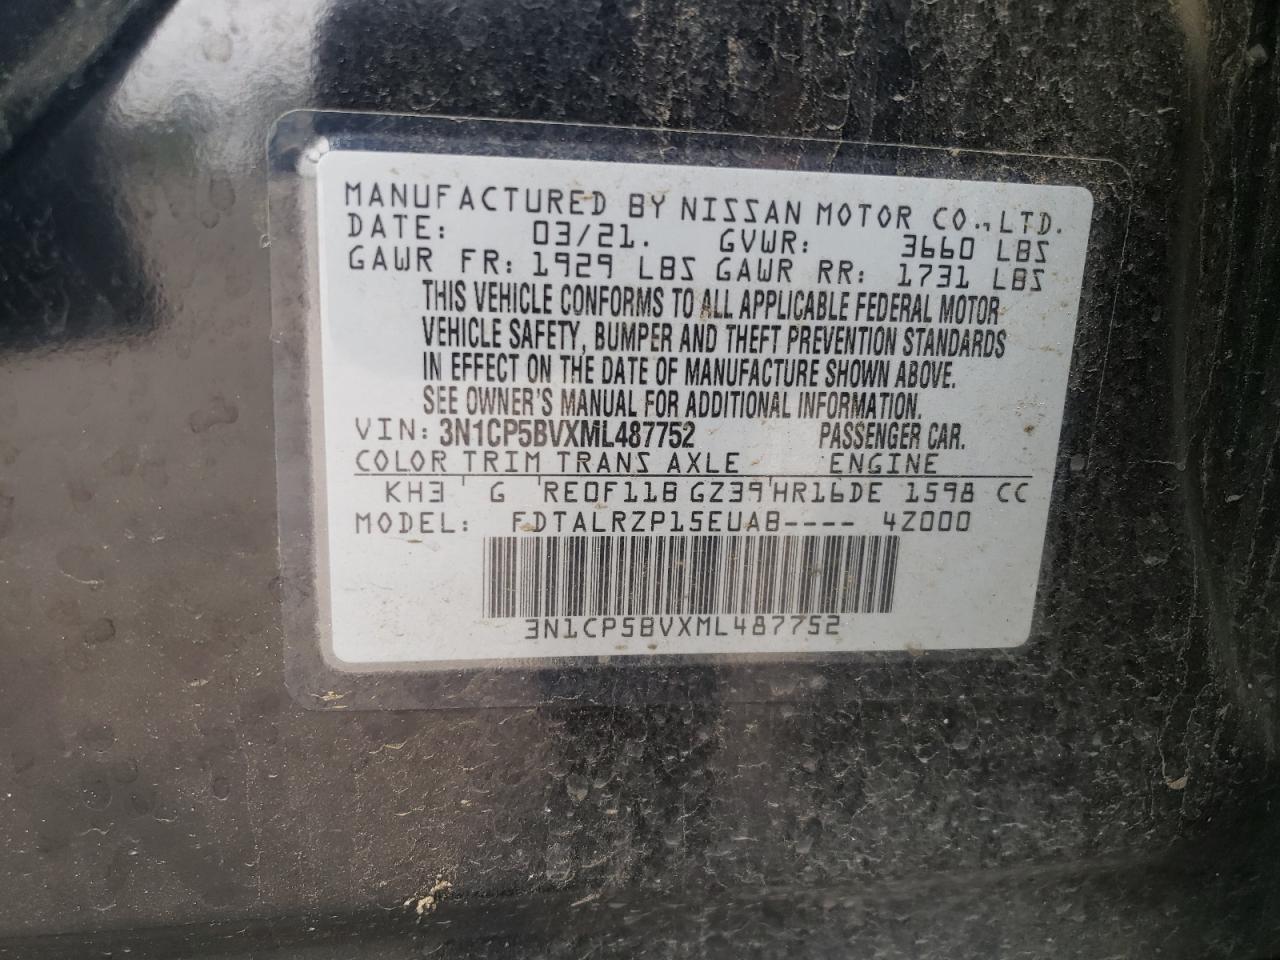 MANUFACTURED BY NISSAN MOTOR CO., LTD.
DATE: 03/21. GVWR: 3660 LBS
GAWR FR: 1929 LBS GAWR RR: 1731 LBS
THIS VEHICLE CONFORMS TO ALL APPLICABLE FEDERAL MOTOR
VEHICLE SAFETY, BUMPER AND THEFT PREVENTION STANDARDS
IN EFFECT ON THE DATE OF MANUFACTURE SHOWN ABOVE.
SEE OWNER'S MANUAL FOR ADDITIONAL INFORMATION.
VIN: 3N1CP5BVXML487752 PASSENGER CAR.
COLOR TRIM TRANS AXLE ENGINE
KH3 G RE0F11B GZ39 HR16DE 1598 CC
MODEL: FDTALRZP15EUAB---- 4Z000
3N1CP5BVXML487752